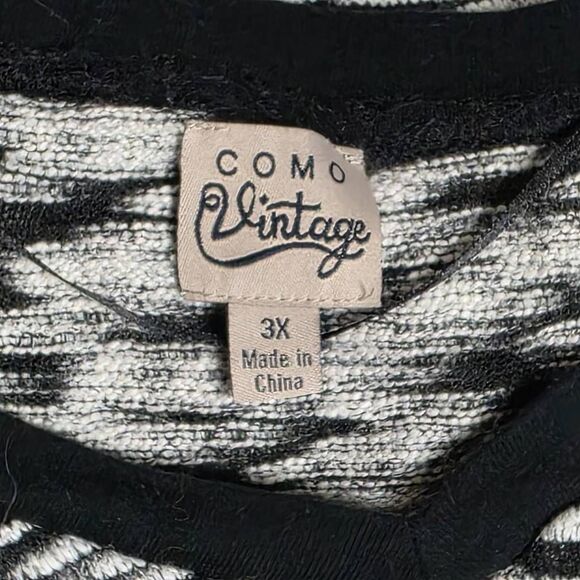 COMO
Vintage
3X
Made in
China